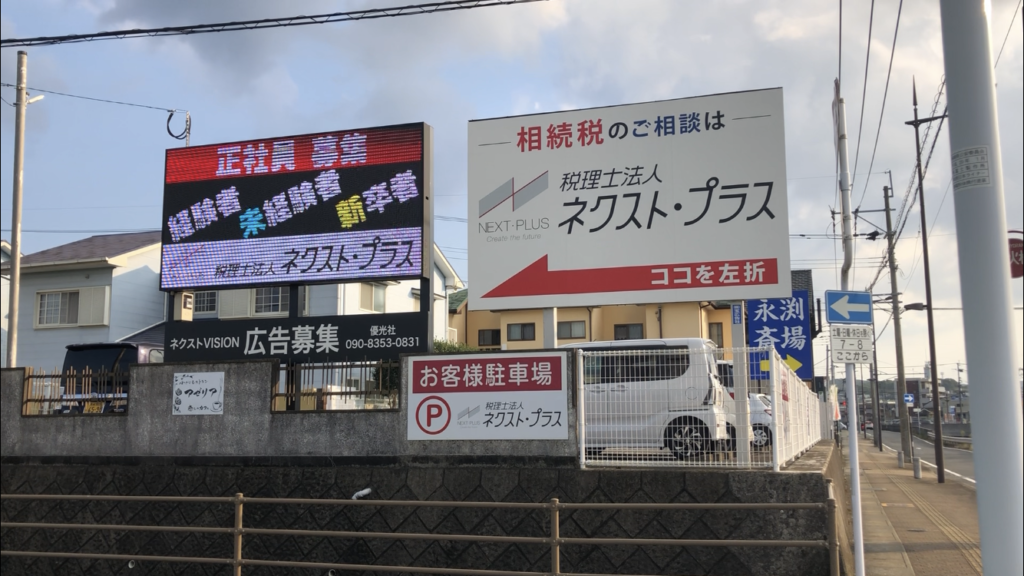 正社員 募集
経験者
未経験者
新卒者
税理士法人 ネクスト・プラス
ネクストVISION 広告募集 優光社
090-8353-0831
相続税のご相談は
税理士法人
ネクスト・プラス
NEXT-PLUS
Create the future
ココを左折
お客様駐車場
P
税理士法人
ネクスト・プラス
永渕
斎場
7-8
ここから